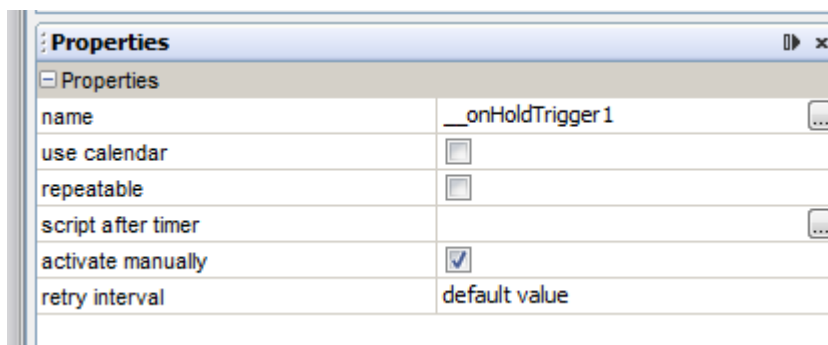 Properties
Properties
name __onHoldTrigger1 ...
use calendar
repeatable
script after timer ...
activate manually
retry interval default value